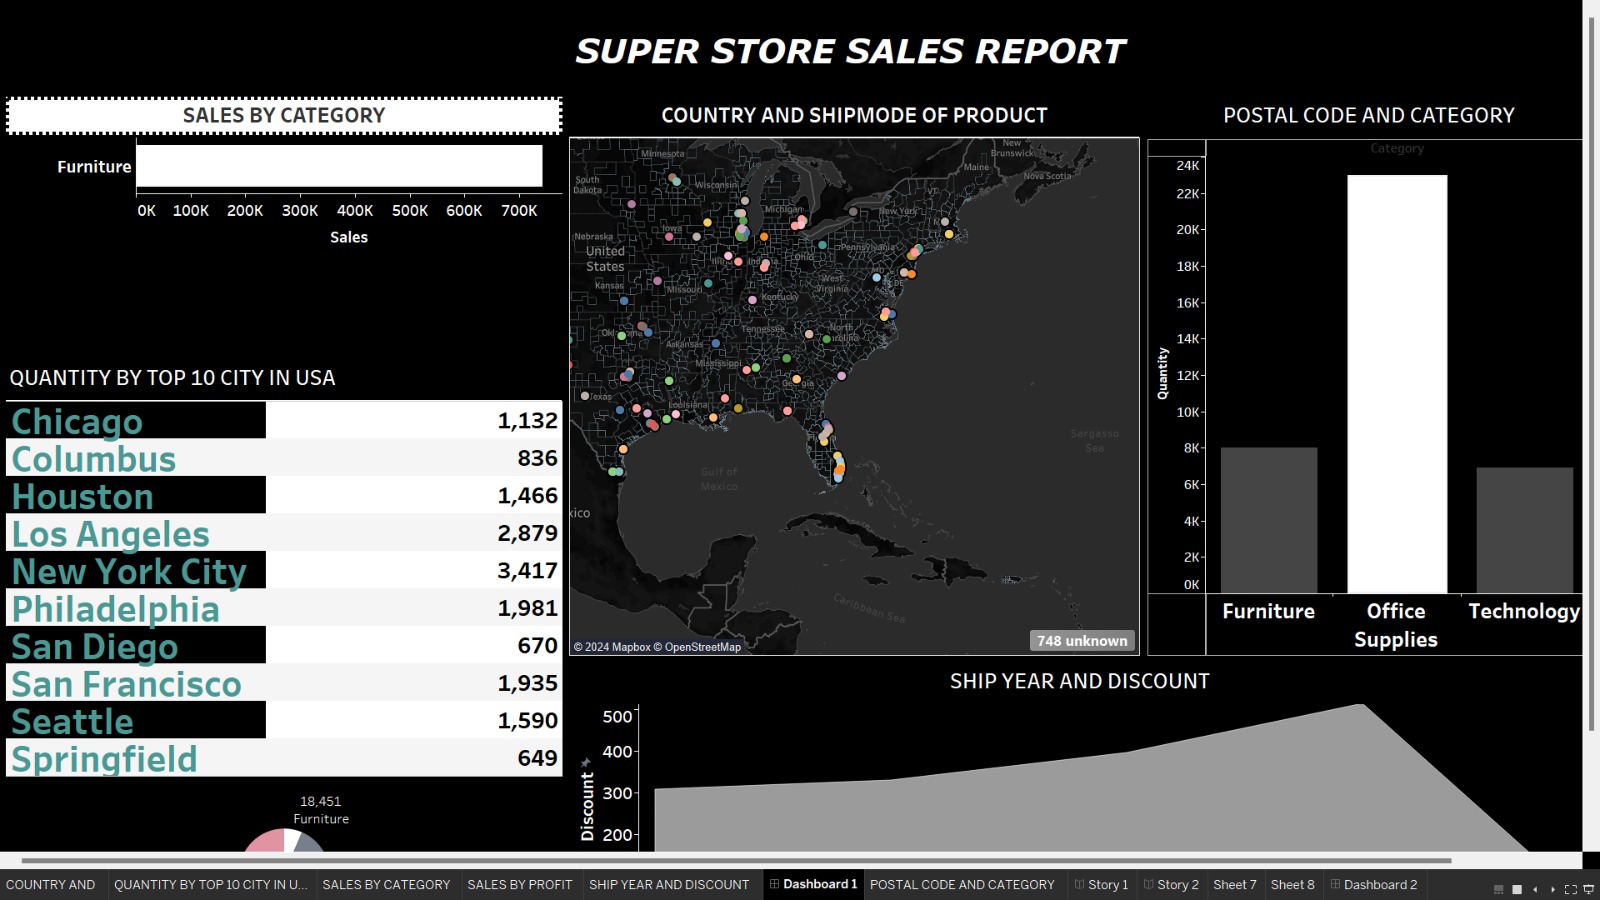 SUPER STORE SALES REPORT
SALES BY CATEGORY
Furniture
0K 100K 200K 300K 400K 500K 600K 700K
Sales
QUANTITY BY TOP 10 CITY IN USA
Chicago 1,132
Columbus 836
Houston 1,466
Los Angeles 2,879
New York City 3,417
Philadelphia 1,981
San Diego 670
San Francisco 1,935
Seattle 1,590
Springfield 649
18,451
Furniture
COUNTRY AND SHIPMODE OF PRODUCT
Minnesota
New
Brunswick
Maine
Nova Scotia
South
Dakota
Wisconsin
Michigan
New York
Iowa
Nebraska
United
States
Pennsylvania
Ohio
Kansas
Missouri
West
Virginia
Kentucky
Tennessee
North
Arkansas
Mississippi
Georgia
Texas
Louisiana
Gulf of
Mexico
Sargasso
Sea
xico
Caribbean Sea
748 unknown
© 2024 Mapbox © OpenStreetMap
POSTAL CODE AND CATEGORY
Category
24K
22K
20K
18K
16K
14K
12K
10K
8K
6K
4K
2K
0K
Quantity
Furniture Office Supplies Technology
SHIP YEAR AND DISCOUNT
500
400
300
200
Discount
COUNTRY AND QUANTITY BY TOP 10 CITY IN U... SALES BY CATEGORY SALES BY PROFIT SHIP YEAR AND DISCOUNT Dashboard 1 POSTAL CODE AND CATEGORY Story 1 Story 2 Sheet 7 Sheet 8 Dashboard 2